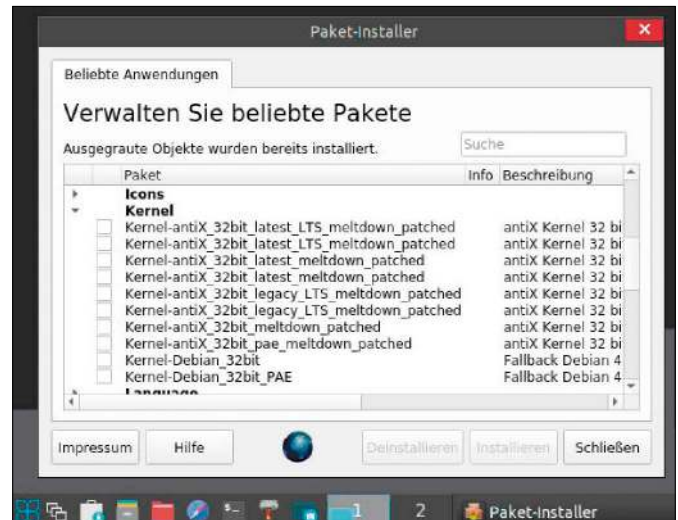 Paket-Installer
Beliebte Anwendungen
Verwalten Sie beliebte Pakete
Ausgegraute Objekte wurden bereits installiert.
Suche
Paket Info Beschreibung
Icons
Kernel
Kernel-antiX_32bit_latest_LTS_meltdown_patched antiX Kernel 32 bi
Kernel-antiX_32bit_latest_LTS_meltdown_patched antiX Kernel 32 bi
Kernel-antiX_32bit_latest_meltdown_patched antiX Kernel 32 bi
Kernel-antiX_32bit_latest_meltdown_patched antiX Kernel 32 bi
Kernel-antiX_32bit_legacy_LTS_meltdown_patched antiX Kernel 32 bi
Kernel-antiX_32bit_legacy_LTS_meltdown_patched antiX Kernel 32 bi
Kernel-antiX_32bit_meltdown_patched antiX Kernel 32 bi
Kernel-antiX_32bit_pae_meltdown_patched antiX Kernel 32 bi
Kernel-Debian_32bit Fallback Debian 4
Kernel-Debian_32bit_PAE Fallback Debian 4
Language
Impressum Hilfe Deinstallieren Installieren Schließen
1 2 Paket-Installer